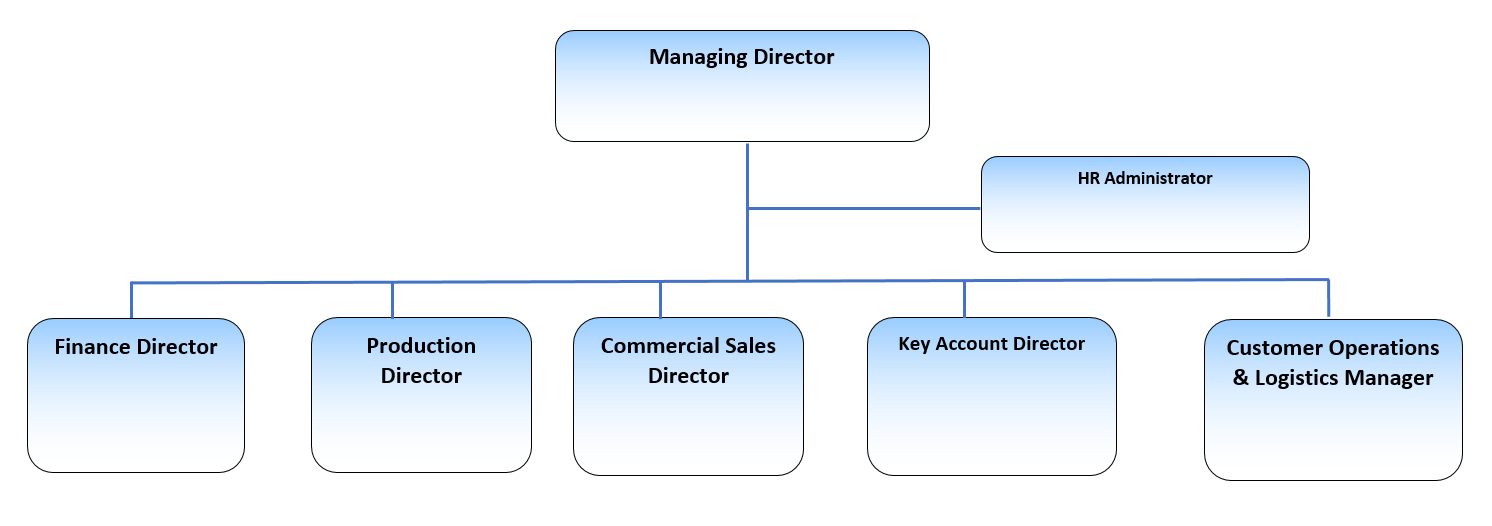 Managing Director
HR Administrator
Finance Director
Production
Director
Commercial Sales
Director
Key Account Director
Customer Operations
& Logistics Manager